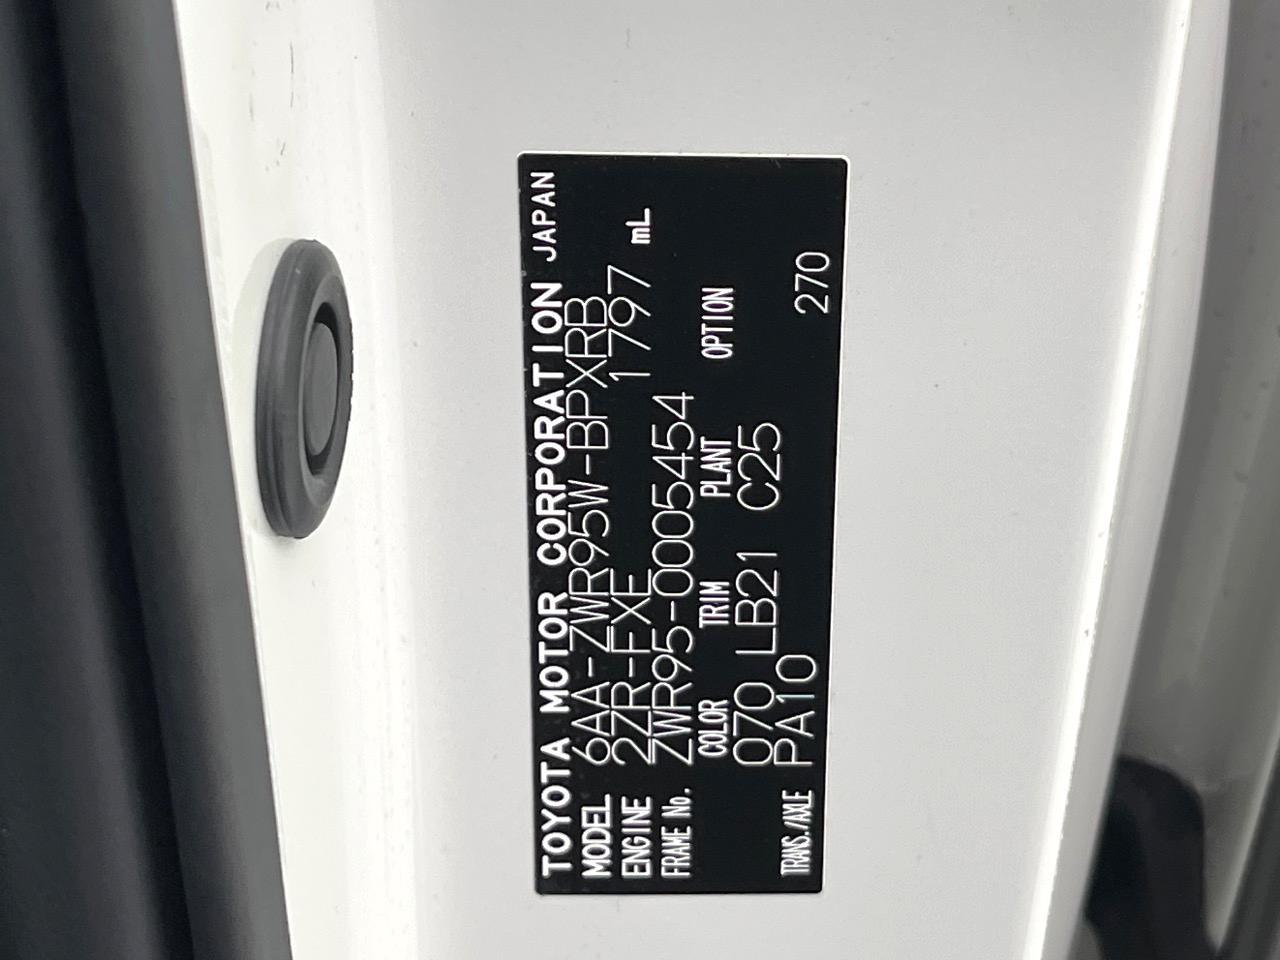 TOYOTA MOTOR CORPORATION JAPAN
MODEL 6AA-ZWR95W-BPXRB
ENGINE 2ZR-FXE 1797 mL
FRAME No. ZWR95-0005454
COLOR TRIM PLANT OPTION
070 LB21 C25
TRANS./AXLE PA10 270